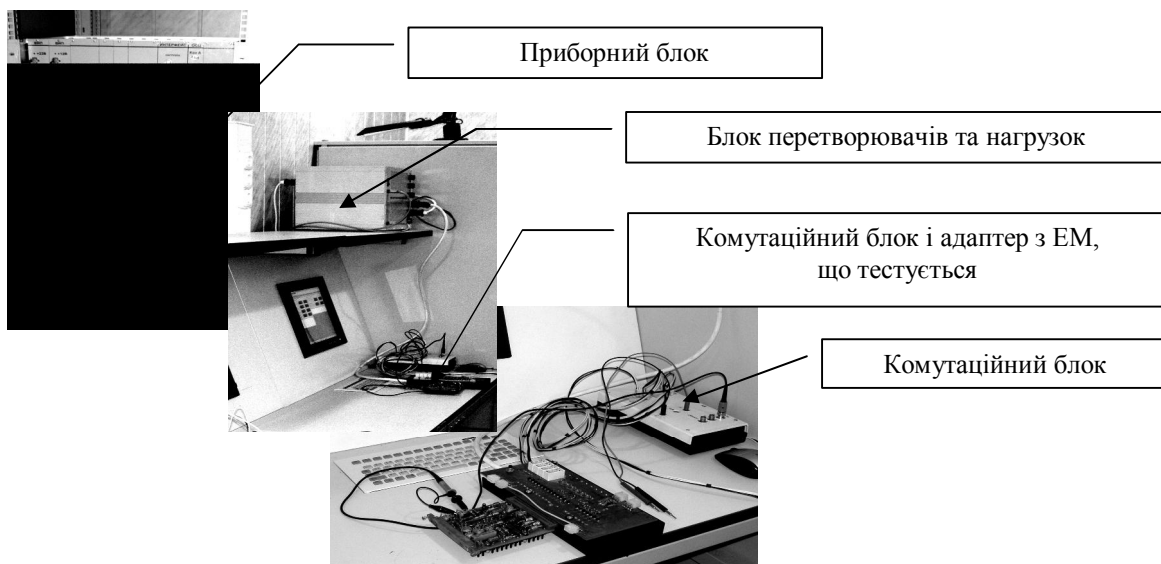 Приборний блок
Блок перетворювачів та нагрузок
Комутаційний блок і адаптер з ЕМ,
що тестується
Комутаційний блок